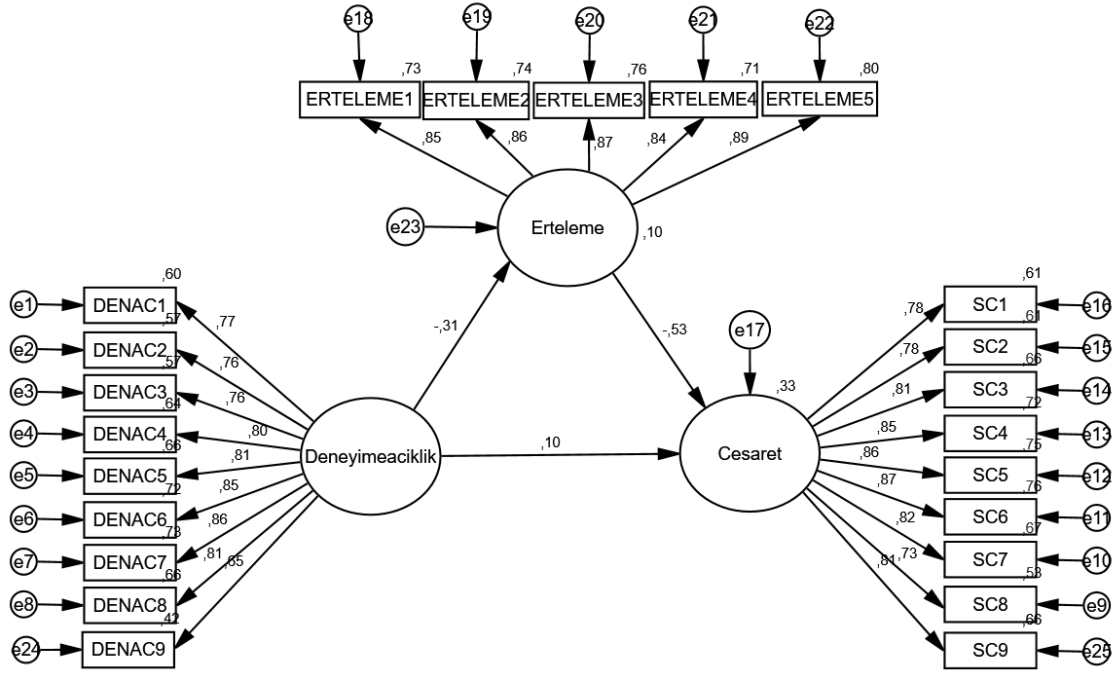 e18 e19 e20 e21 e22
,73 ,74 ,76 ,71 ,80
ERTELEME1 ERTELEME2 ERTELEME3 ERTELEME4 ERTELEME5
,85 ,86 ,87 ,84 ,89
e23 Erteleme ,10
-,31 -,53
e17
,33
,60
e1 DENAC1 ,77
,57
e2 DENAC2 ,76
,57
e3 DENAC3 ,76
,64
e4 DENAC4 ,80
,66
e5 DENAC5 ,81
,72
e6 DENAC6 ,85
,73
e7 DENAC7 ,86
,66
e8 DENAC8 ,81
,42
e24 DENAC9 ,65
Deneyimeaciklik ,10 Cesaret
,61
,78 SC1 e16
,61
,78 SC2 e15
,66
,81 SC3 e14
,72
,85 SC4 e13
,75
,86 SC5 e12
,76
,87 SC6 e11
,67
,82 SC7 e10
,53
,73 SC8 e9
,66
,81 SC9 e25